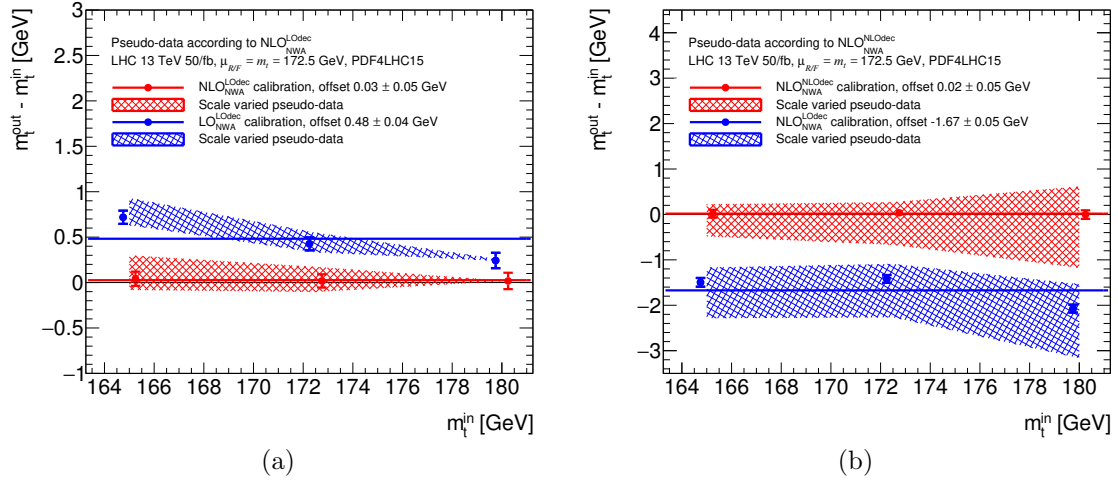 Pseudo-data according to NLO^LOdec_NWA
LHC 13 TeV 50/fb, μ_R/F = m_t = 172.5 GeV, PDF4LHC15
NLO^LOdec_NWA calibration, offset 0.03 ± 0.05 GeV
Scale varied pseudo-data
LO^LOdec_NWA calibration, offset 0.48 ± 0.04 GeV
Scale varied pseudo-data
m_t^out - m_t^in [GeV]
3
2.5
2
1.5
1
0.5
0
−0.5
−1
164 166 168 170 172 174 176 178 180
m_t^in [GeV]
(a)
Pseudo-data according to NLO^NLOdec_NWA
LHC 13 TeV 50/fb, μ_R/F = m_t = 172.5 GeV, PDF4LHC15
NLO^NLOdec_NWA calibration, offset 0.02 ± 0.05 GeV
Scale varied pseudo-data
NLO^LOdec_NWA calibration, offset -1.67 ± 0.05 GeV
Scale varied pseudo-data
m_t^out - m_t^in [GeV]
4
3
2
1
0
−1
−2
−3
164 166 168 170 172 174 176 178 180
m_t^in [GeV]
(b)